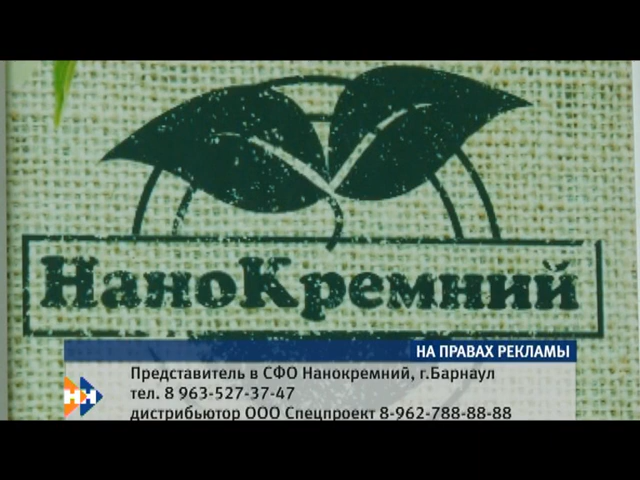 НаноКремний
НА ПРАВАХ РЕКЛАМЫ
Представитель в СФО Нанокремний, г.Барнаул
тел. 8 963-527-37-47
дистрибьютор ООО Спецпроект 8-962-788-88-88
НН